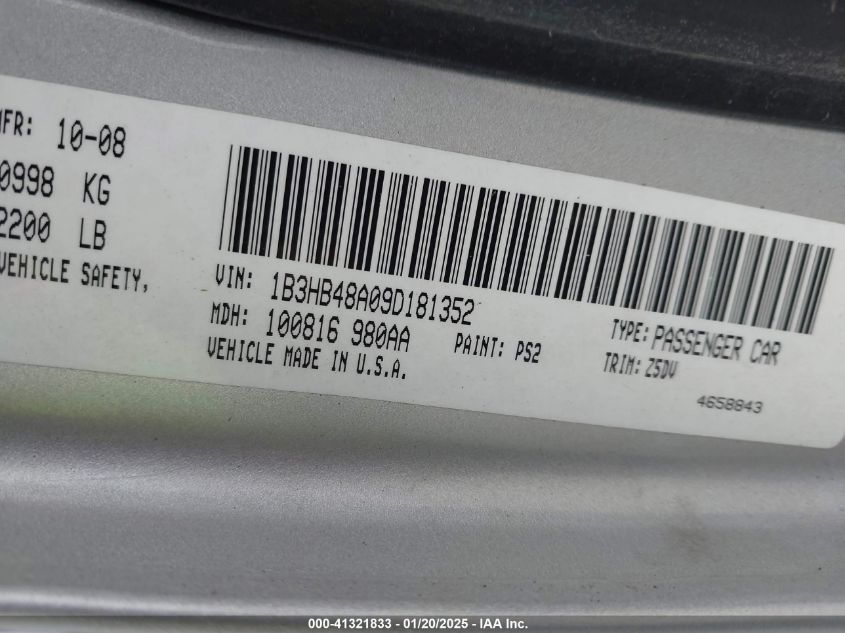 MFR: 10-08
0998 KG
2200 LB
VEHICLE SAFETY,
VIN: 1B3HB48A09D181352
MDH: 100816 980AA
PAINT: PS2
VEHICLE MADE IN U.S.A.
TYPE: PASSENGER CAR
TRIM: Z5DV
4658843
000-41321833 — 01/20/2025 — IAA Inc.